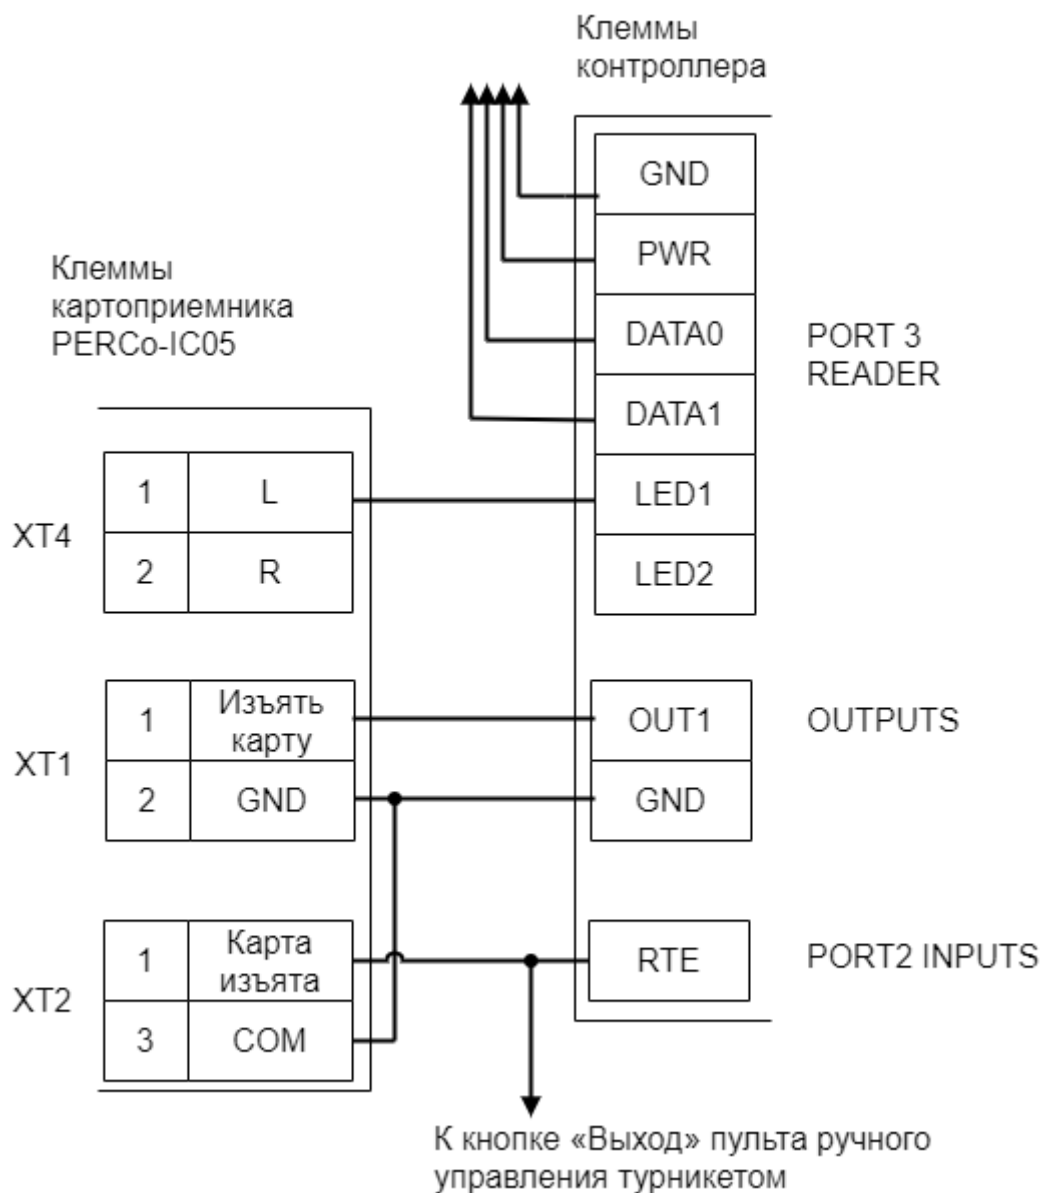 Клеммы
контроллера
GND
PWR
DATA0
DATA1
LED1
LED2
PORT 3
READER
Клеммы
картоприемника
PERCo-IC05
XT4
1 L
2 R
XT1
1 Изъять
карту
2 GND
OUT1
GND
OUTPUTS
XT2
1 Карта
изъята
3 COM
RTE
PORT2 INPUTS
К кнопке «Выход» пульта ручного
управления турникетом